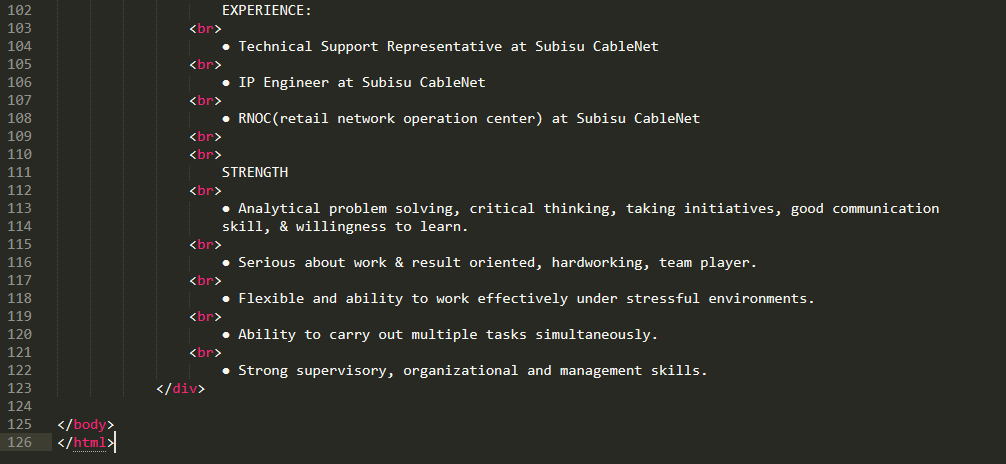 102 EXPERIENCE:
103 <br>
104 ● Technical Support Representative at Subisu CableNet
105 <br>
106 ● IP Engineer at Subisu CableNet
107 <br>
108 ● RNOC(retail network operation center) at Subisu CableNet
109 <br>
110 <br>
111 STRENGTH
112 <br>
113 ● Analytical problem solving, critical thinking, taking initiatives, good communication
114 skill, & willingness to learn.
115 <br>
116 ● Serious about work & result oriented, hardworking, team player.
117 <br>
118 ● Flexible and ability to work effectively under stressful environments.
119 <br>
120 ● Ability to carry out multiple tasks simultaneously.
121 <br>
122 ● Strong supervisory, organizational and management skills.
123 </div>
124
125 </body>
126 </html>